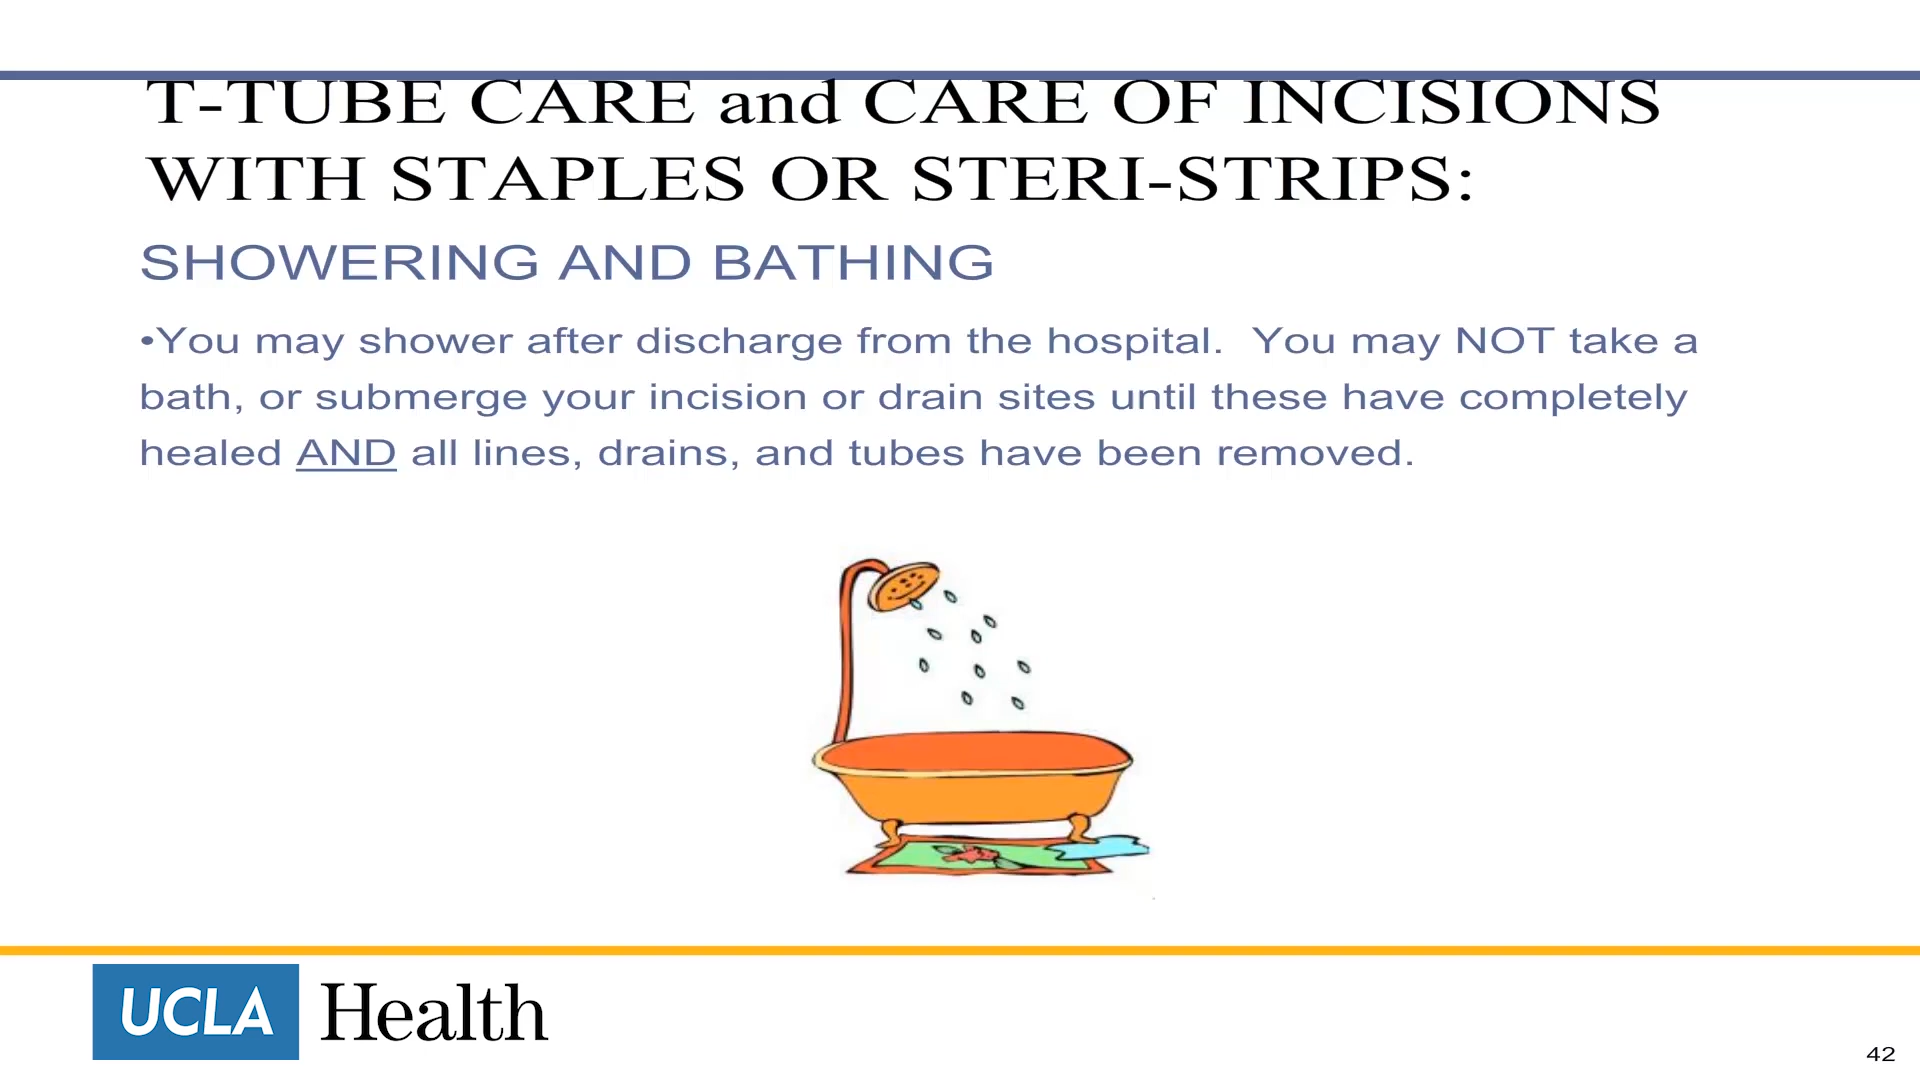 T-TUBE CARE and CARE OF INCISIONS
WITH STAPLES OR STERI-STRIPS:
SHOWERING AND BATHING
•You may shower after discharge from the hospital.  You may NOT take a
bath, or submerge your incision or drain sites until these have completely
healed AND all lines, drains, and tubes have been removed.
UCLA Health
42